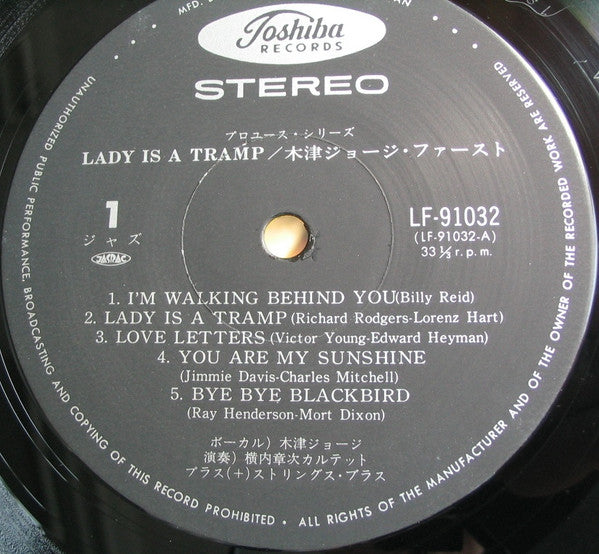 Toshiba
RECORDS
STEREO
プロユース・シリーズ
LADY IS A TRAMP／木津ジョージ・ファースト
1
ジャズ
JASRAC
LF-91032
(LF-91032-A)
33⅓ r.p.m.
1. I'M WALKING BEHIND YOU(Billy Reid)
2. LADY IS A TRAMP(Richard Rodgers-Lorenz Hart)
3. LOVE LETTERS(Victor Young-Edward Heyman)
4. YOU ARE MY SUNSHINE
(Jimmie Davis-Charles Mitchell)
5. BYE BYE BLACKBIRD
(Ray Henderson-Mort Dixon)
ボーカル）木津ジョージ
演奏）横内章次カルテット
プラス(+)ストリングス・ブラス
MFD.
UNAUTHORIZED PUBLIC PERFORMANCE, BROADCASTING AND COPYING OF THIS RECORD PROHIBITED • ALL RIGHTS OF THE MANUFACTURER AND OF THE OWNER OF THE RECORDED WORK ARE RESERVED